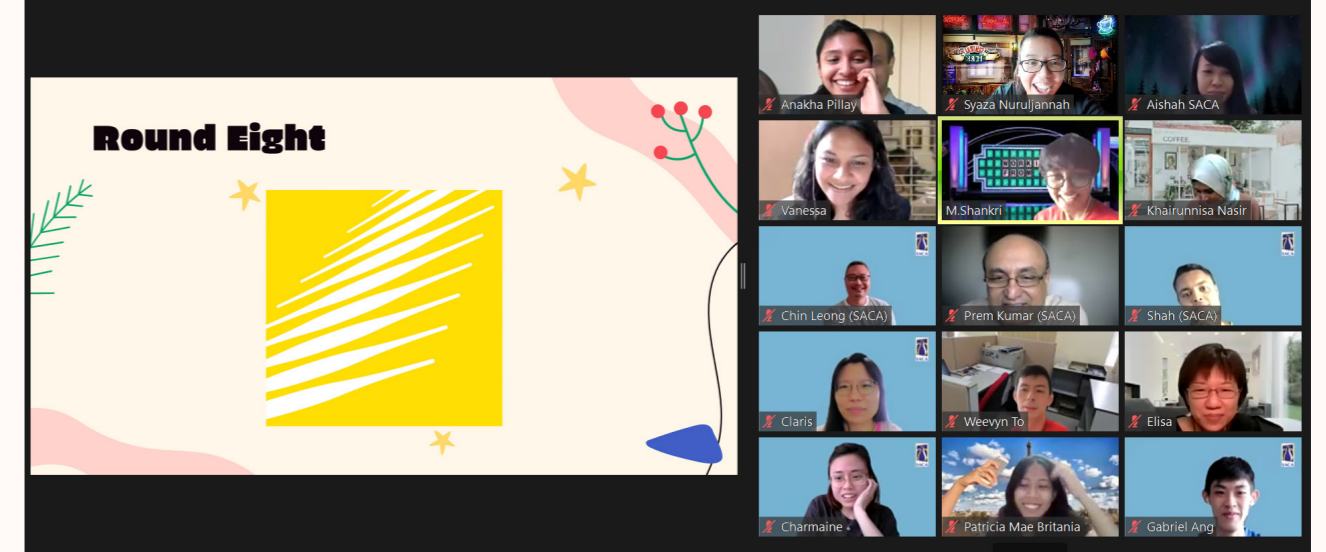 Round Eight
Anakha Pillay
Syaza Nuruljannah
Aishah SACA
Vanessa
M.Shankri
Khairunnisa Nasir
COFFEE
Chin Leong (SACA)
Prem Kumar (SACA)
Shah (SACA)
Claris
Weevyn To
Elisa
Charmaine
Patricia Mae Britania
Gabriel Ang